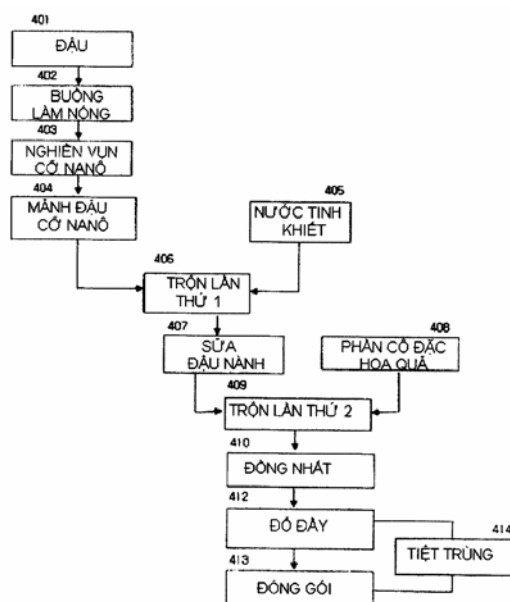 401
ĐẬU
402
BUỒNG
LÀM NÓNG
403
NGHIỀN VỤN
CỠ NANÔ
404
MẢNH ĐẬU
CỠ NANÔ
405
NƯỚC TINH
KHIẾT
406
TRỘN LẦN
THỨ 1
407
SỮA
ĐẬU NÀNH
408
PHẦN CÔ ĐẶC
HOA QUẢ
409
TRỘN LẦN THỨ 2
410
ĐỒNG NHẤT
412
ĐỔ ĐẦY
413
ĐÓNG GÓI
414
TIỆT TRÙNG